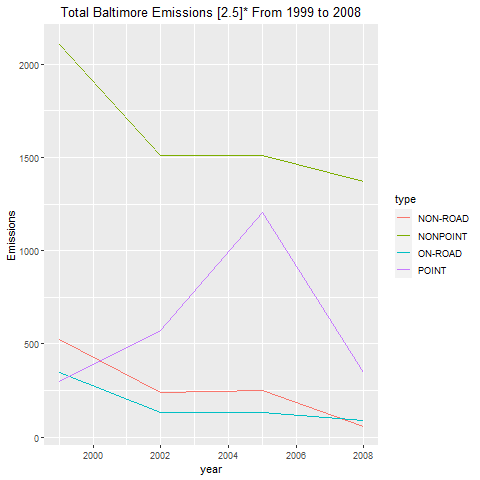 Total Baltimore Emissions [2.5]* From 1999 to 2008
2000
1500
1000
500
0
Emissions
2000
2002
2004
2006
2008
year
type
NON-ROAD
NONPOINT
ON-ROAD
POINT